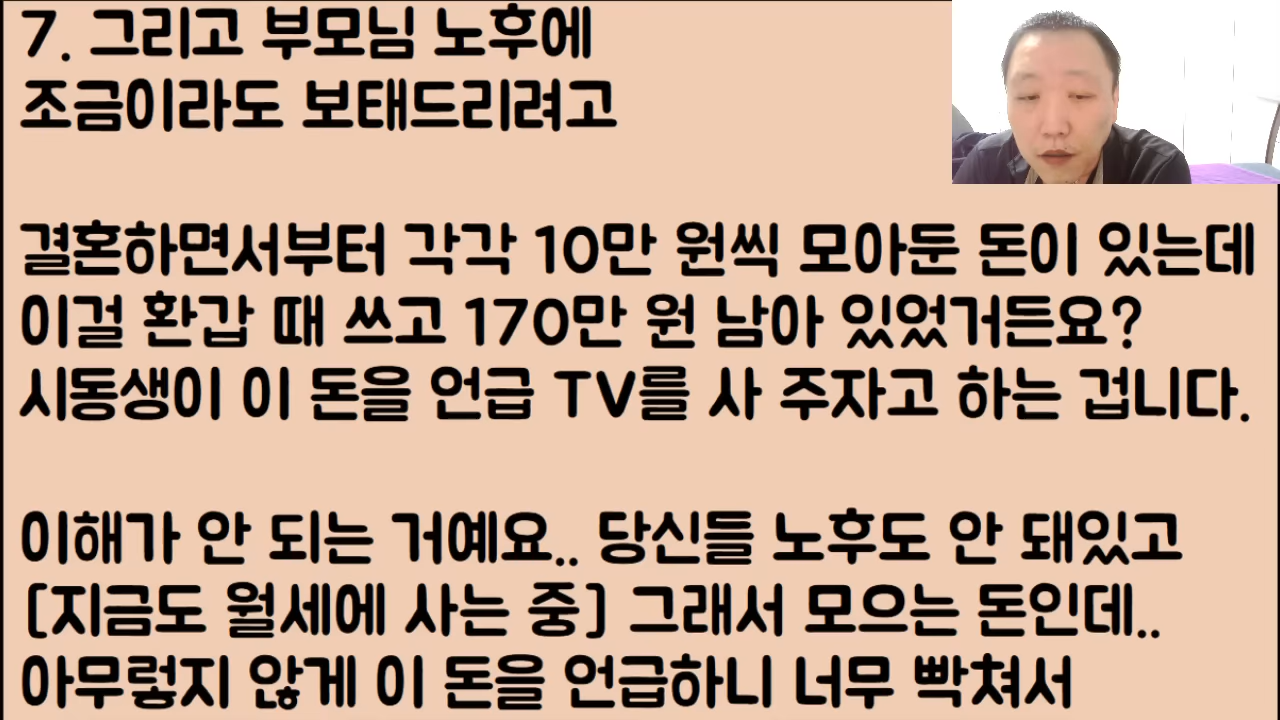 7. 그리고 부모님 노후에
조금이라도 보태드리려고
결혼하면서부터 각각 10만 원씩 모아둔 돈이 있는데
이걸 환갑 때 쓰고 170만 원 남아 있었거든요?
시동생이 이 돈을 언급 TV를 사 주자고 하는 겁니다.
이해가 안 되는 거예요.. 당신들 노후도 안 돼있고
[지금도 월세에 사는 중] 그래서 모으는 돈인데..
아무렇지 않게 이 돈을 언급하니 너무 빡쳐서